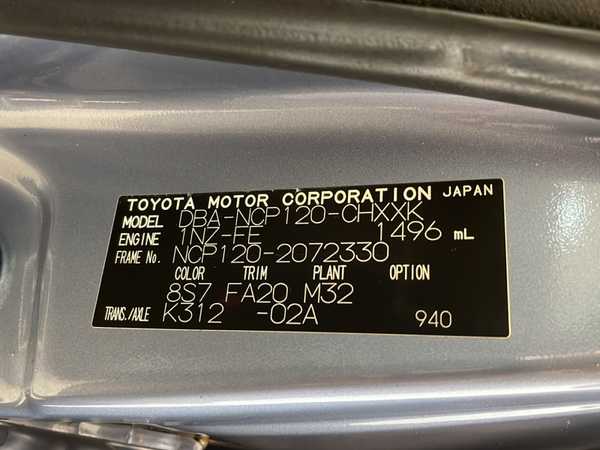 TOYOTA MOTOR CORPORATION JAPAN
MODEL DBA-NCP120-CHXXK
ENGINE 1NZ-FE 1496 mL
FRAME No. NCP120-2072330
COLOR TRIM PLANT OPTION
8S7 FA20 M32
TRANS./AXLE K312 -02A 940